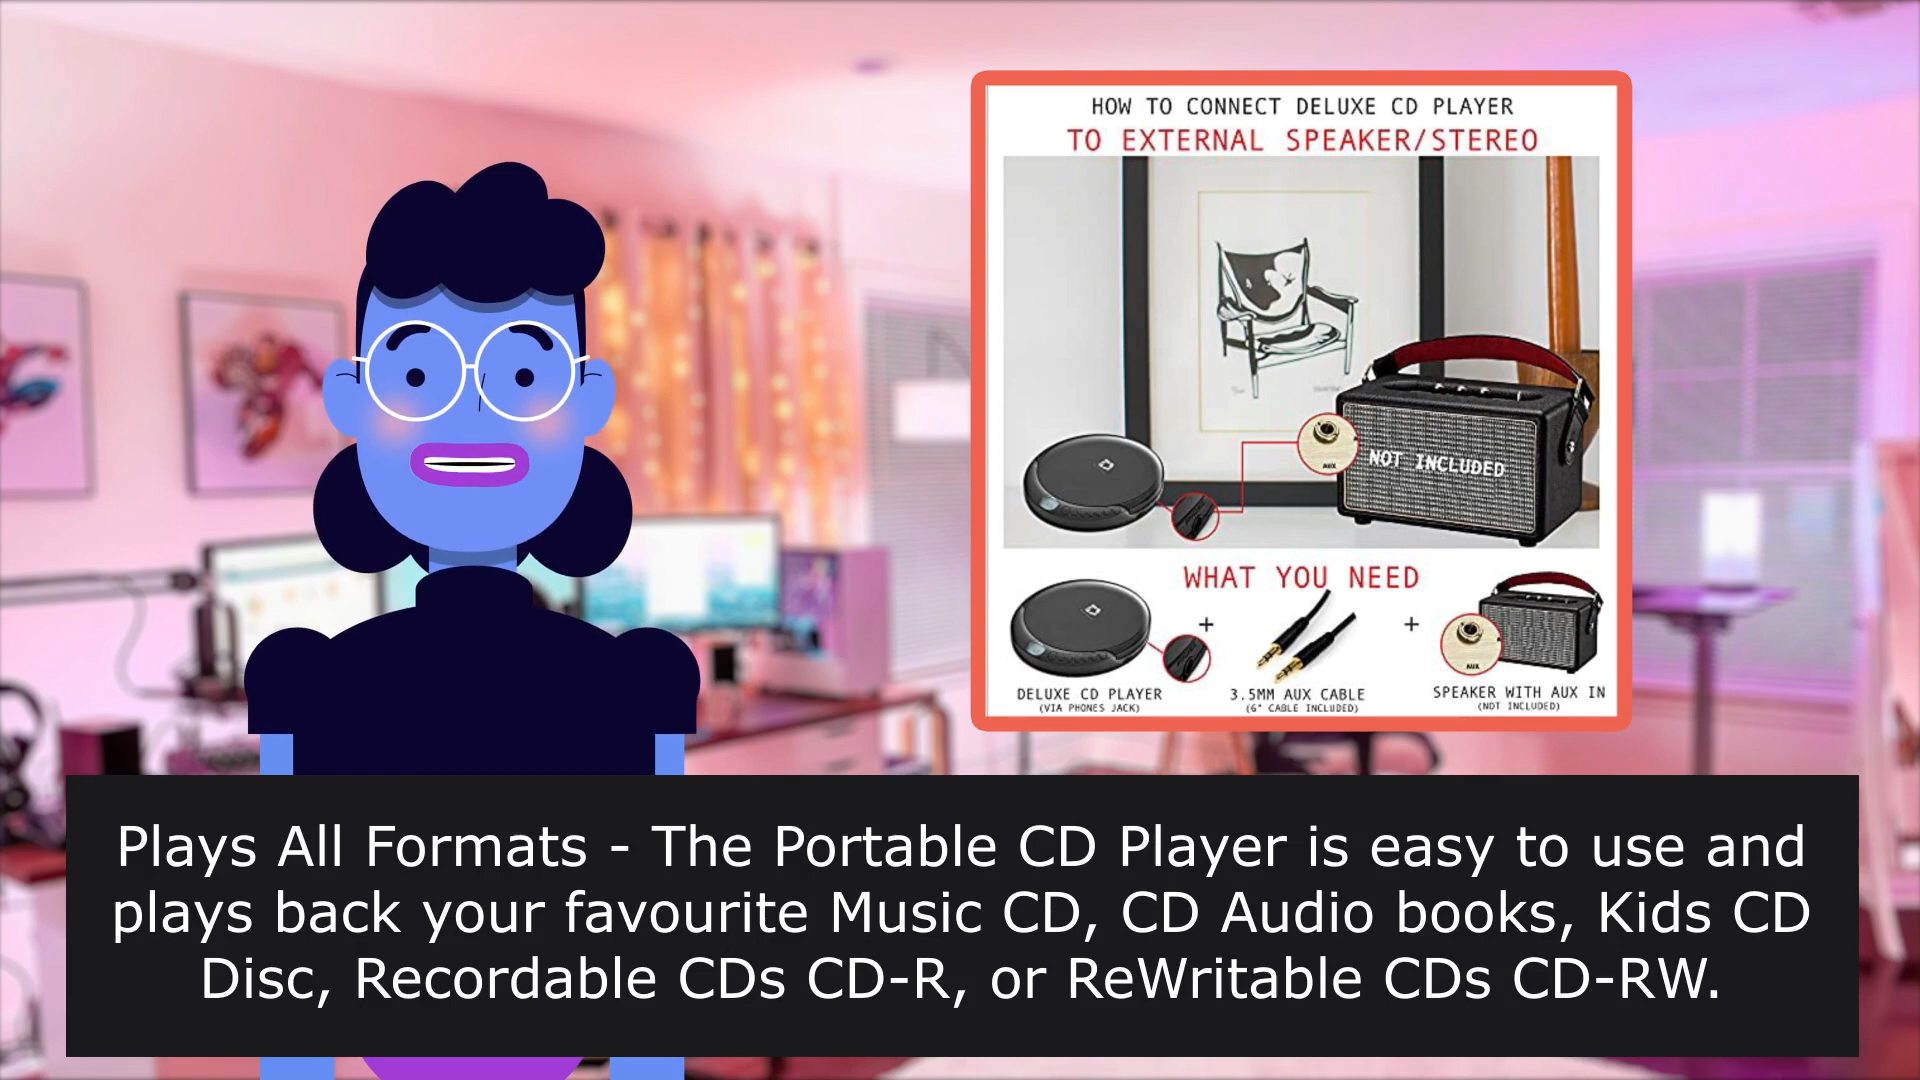 HOW TO CONNECT DELUXE CD PLAYER
TO EXTERNAL SPEAKER/STEREO
AUX
NOT INCLUDED
WHAT YOU NEED
+
+
AUX
DELUXE CD PLAYER
(VIA PHONES JACK)
3.5MM AUX CABLE
(6" CABLE INCLUDED)
SPEAKER WITH AUX IN
(NOT INCLUDED)
Plays All Formats - The Portable CD Player is easy to use and
plays back your favourite Music CD, CD Audio books, Kids CD
Disc, Recordable CDs CD-R, or ReWritable CDs CD-RW.